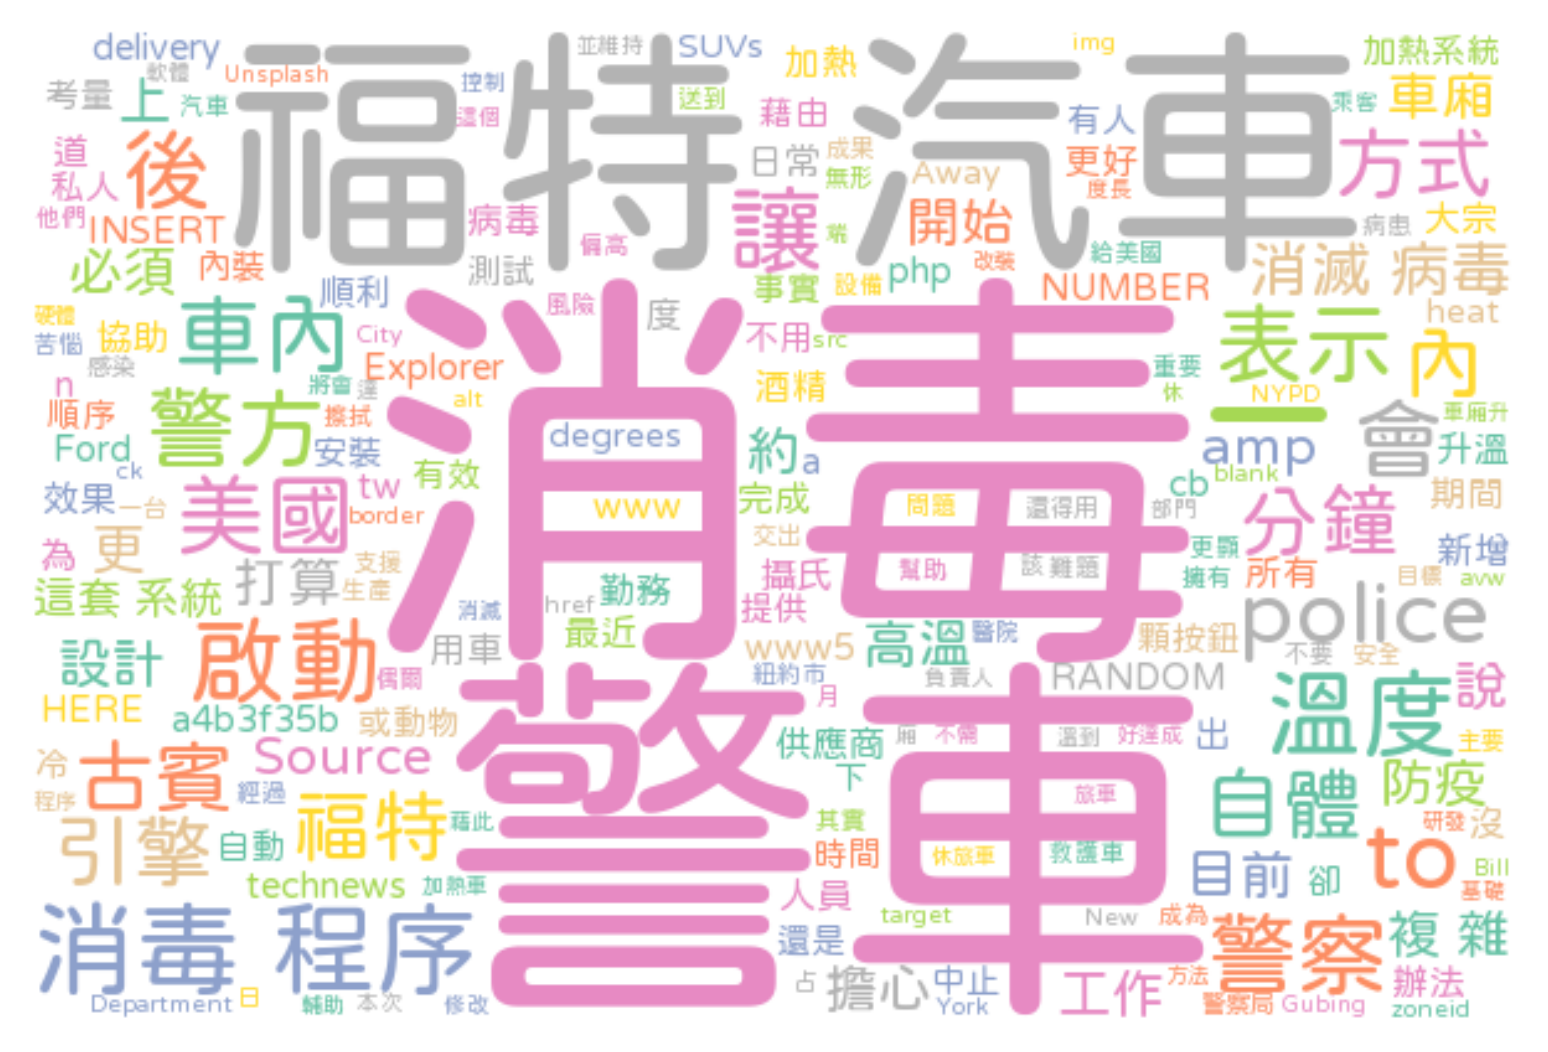 delivery 軟體 Unsplash 福特 汽車 並維持 SUVs 加熱 img 加熱系統
考量 上 汽車 控制 這個 送到 藉由 有人 乘客 車廂
道 後 私人 日常 成果 無形 Away 更好 度長 方式
他們 INSERT 病毒 偏高 讓 端 開始 病患 大宗
必須 內裝 測試 事實 設備 php 改裝 給美國 消滅 病毒
順利 風險 度 NUMBER heat
硬體 苦惱 協助 車內 City 消毒 不用 src 表示 內
感染 Explorer 重要
n 將會 達 alt 酒精 休 NYPD
順序 警方 擦拭 一 會 車廂升
Ford 安裝 degrees 約 a amp 升溫
ck 有效 cb blank
效果 一台 美國 tw www 完成 問題 還得用 部門 分鐘 期間
border
為 更 支援 交出 更顯 新增
打算 生產 攝氏 幫助 該 難題 擁有 所有 目標 avw
這套 系統 消滅 href 勤務 提供 police
設計 啟動 用車 最近 www5 高溫 醫院 顆按鈕 不要 安全
偶爾 警車 紐約市 負責人 RANDOM 溫度 說
HERE a4b3f35b 或動物 月
供應商 廂 不需 溫到 好達成 出 主要
冷 古賓 Source 下
程序 經過 旅車 自體 防疫
引擎 自動 福特 藉此 其實 研發 沒
時間 休旅車 救護車 目前 卻 to Bill
technews 加熱車 人員 基礎
消毒 程序 target New 成為 警察 複 雜
還是
占 擔心 中止 工作 方法 辦法
Department 日 輔助 本次 修改 York 警察局 Gubing zoneid